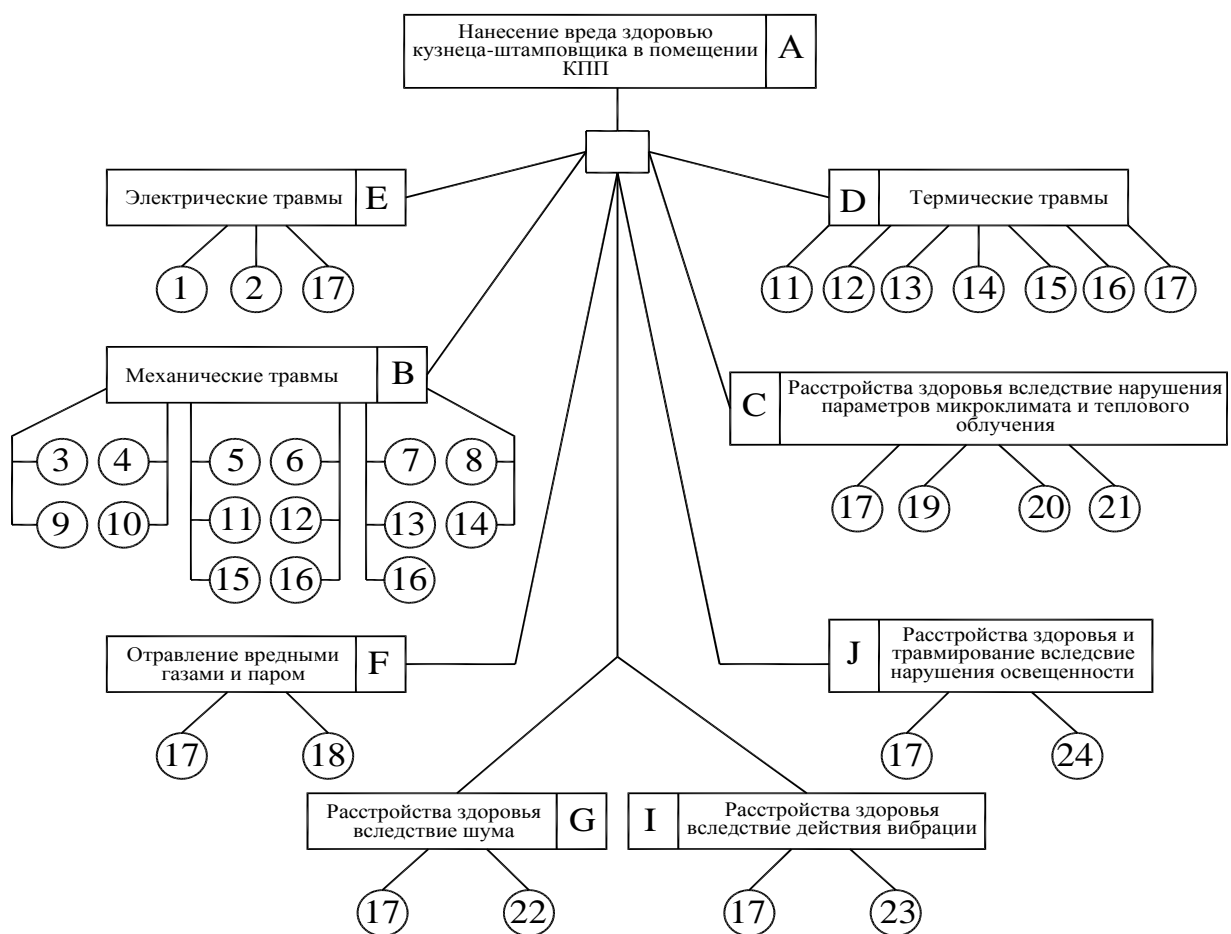 Нанесение вреда здоровью
кузнеца-штамповщика в помещении
КПП
A
Электрические травмы E
D Термические травмы
1 2 17
11 12 13 14 15 16 17
Механические травмы B
C Расстройства здоровья вследствие нарушения
параметров микроклимата и теплового
облучения
3 4 5 6 7 8
9 10 11 12 13 14
15 16 16
17 19 20 21
Отравление вредными
газами и паром
F
J
Расстройства здоровья и
травмирование вследсвие
нарушения освещенности
17 18
17 24
Расстройства здоровья
вследствие шума
G
I
Расстройства здоровья
вследствие действия вибрации
17 22
17 23